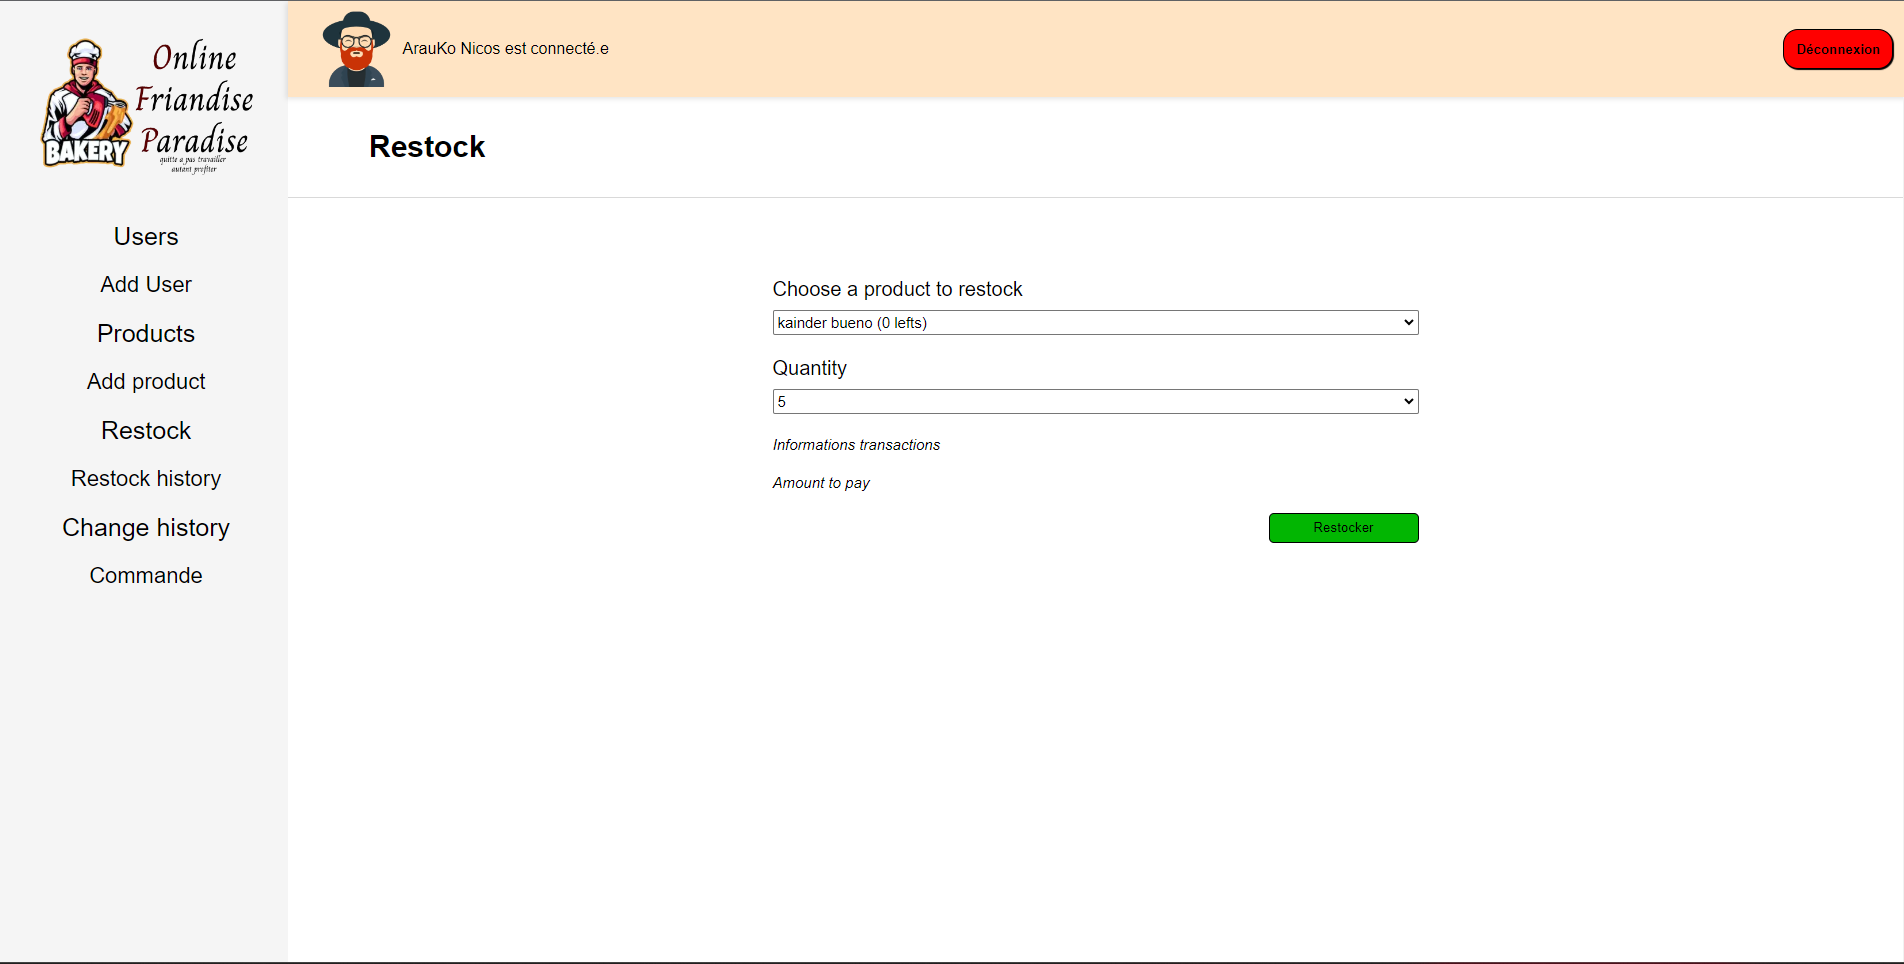 Online
Friandise
Paradise
quitte a pas travailler
autant profiter
BAKERY
ArauKo Nicos est connecté.e
Déconnexion
Restock
Users
Add User
Products
Add product
Restock
Restock history
Change history
Commande
Choose a product to restock
kainder bueno (0 lefts)
Quantity
5
Informations transactions
Amount to pay
Restocker